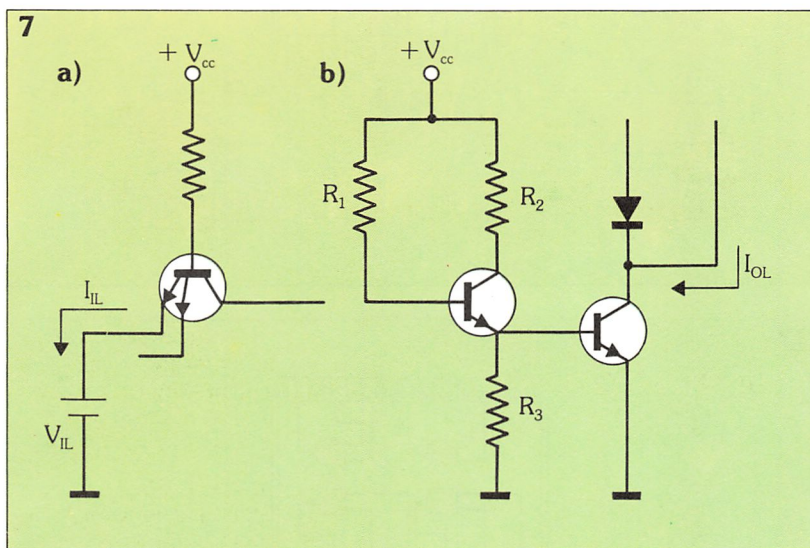 7
a)
+ Vcc
b)
+ Vcc
R1
R2
IIL
IOL
VIL
R3